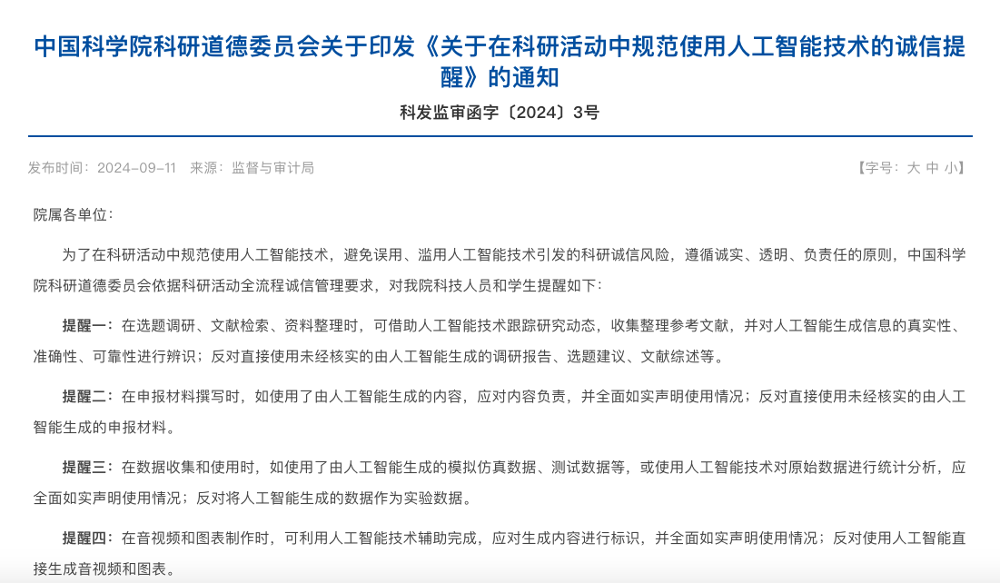 中国科学院科研道德委员会关于印发《关于在科研活动中规范使用人工智能技术的诚信提
醒》的通知
科发监审函字〔2024〕3号
发布时间：2024-09-11 来源：监督与审计局 【字号：大 中 小】
院属各单位：
为了在科研活动中规范使用人工智能技术，避免误用、滥用人工智能技术引发的科研诚信风险，遵循诚实、透明、负责任的原则，中国科学
院科研道德委员会依据科研活动全流程诚信管理要求，对我院科技人员和学生提醒如下：
提醒一：在选题调研、文献检索、资料整理时，可借助人工智能技术跟踪研究动态，收集整理参考文献，并对人工智能生成信息的真实性、
准确性、可靠性进行辨识；反对直接使用未经核实的由人工智能生成的调研报告、选题建议、文献综述等。
提醒二：在申报材料撰写时，如使用了由人工智能生成的内容，应对内容负责，并全面如实声明使用情况；反对直接使用未经核实的由人工
智能生成的申报材料。
提醒三：在数据收集和使用时，如使用了由人工智能生成的模拟仿真数据、测试数据等，或使用人工智能技术对原始数据进行统计分析，应
全面如实声明使用情况；反对将人工智能生成的数据作为实验数据。
提醒四：在音视频和图表制作时，可利用人工智能技术辅助完成，应对生成内容进行标识，并全面如实声明使用情况；反对使用人工智能直
接生成音视频和图表。